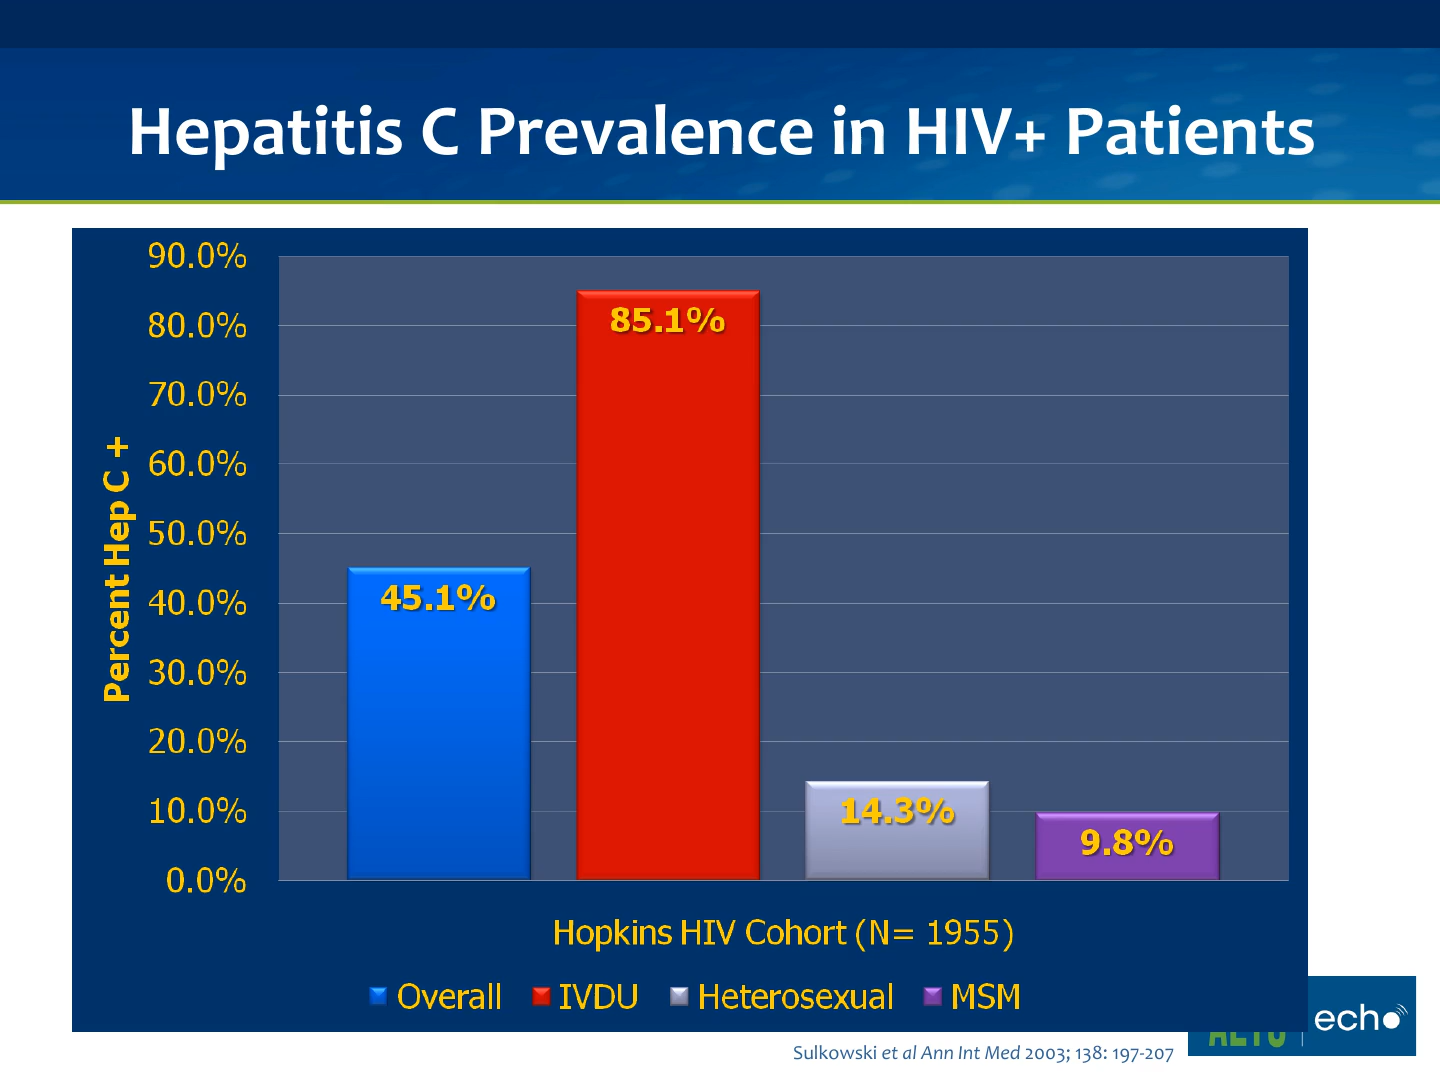 Hepatitis C Prevalence in HIV+ Patients
90.0%
80.0%
70.0%
60.0%
50.0%
40.0%
30.0%
20.0%
10.0%
0.0%
Percent Hep C +
45.1%
85.1%
14.3%
9.8%
Hopkins HIV Cohort (N= 1955)
Overall IVDU Heterosexual MSM
echo
Sulkowski et al Ann Int Med 2003; 138: 197-207